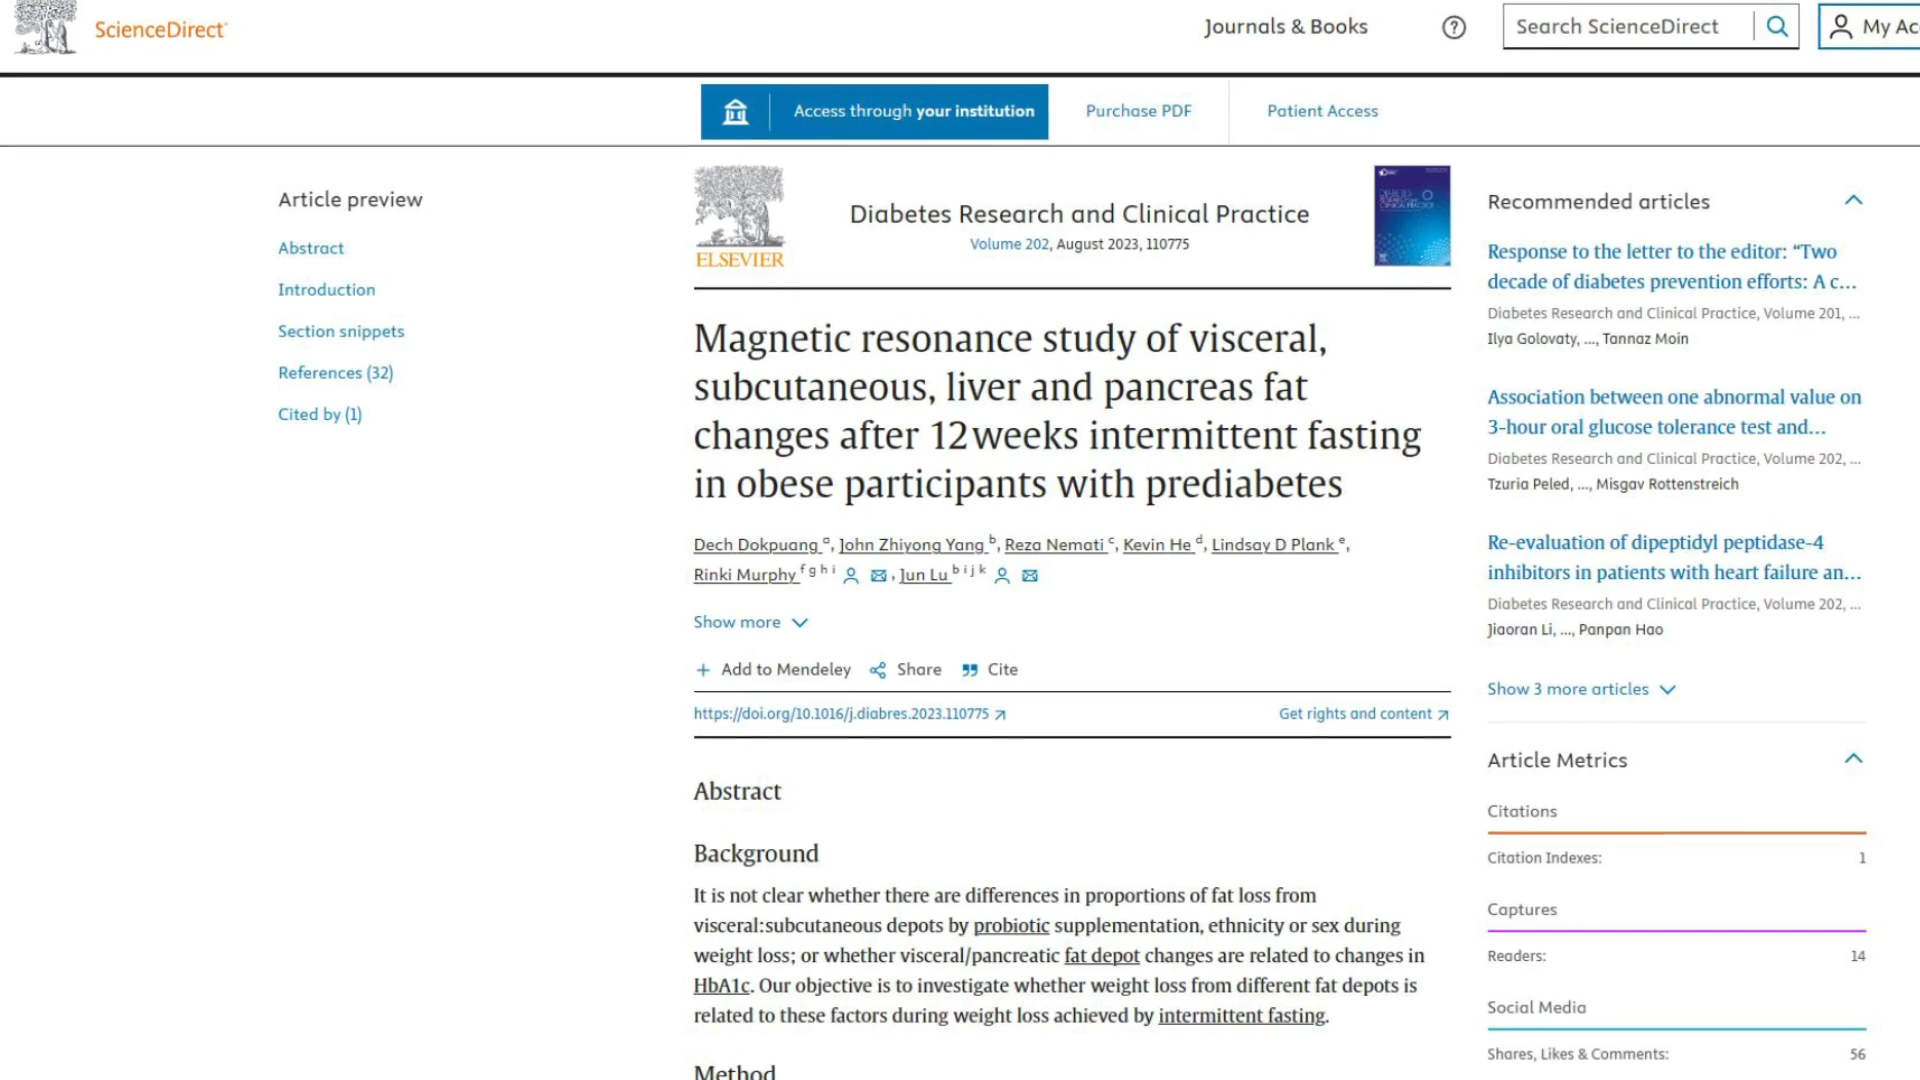 ScienceDirect
Journals & Books
Search ScienceDirect
My Acc
Access through your institution
Purchase PDF
Patient Access
Article preview
Abstract
Introduction
Section snippets
References (32)
Cited by (1)
ELSEVIER
Diabetes Research and Clinical Practice
Volume 202, August 2023, 110775
Magnetic resonance study of visceral,
subcutaneous, liver and pancreas fat
changes after 12 weeks intermittent fasting
in obese participants with prediabetes
Dech Dokpuang a, John Zhiyong Yang b, Reza Nemati c, Kevin He d, Lindsay D Plank e,
Rinki Murphy f g h i, Jun Lu b i j k
Show more
Add to Mendeley Share Cite
https://doi.org/10.1016/j.diabres.2023.110775
Get rights and content
Abstract
Background
It is not clear whether there are differences in proportions of fat loss from
visceral:subcutaneous depots by probiotic supplementation, ethnicity or sex during
weight loss; or whether visceral/pancreatic fat depot changes are related to changes in
HbA1c. Our objective is to investigate whether weight loss from different fat depots is
related to these factors during weight loss achieved by intermittent fasting.
Method
Recommended articles
Response to the letter to the editor: “Two
decade of diabetes prevention efforts: A c...
Diabetes Research and Clinical Practice, Volume 201, ...
Ilya Golovaty, ..., Tannaz Moin
Association between one abnormal value on
3-hour oral glucose tolerance test and...
Diabetes Research and Clinical Practice, Volume 202, ...
Tzuria Peled, ..., Misgav Rottenstreich
Re-evaluation of dipeptidyl peptidase-4
inhibitors in patients with heart failure an...
Diabetes Research and Clinical Practice, Volume 202, ...
Jiaoran Li, ..., Panpan Hao
Show 3 more articles
Article Metrics
Citations
Citation Indexes: 1
Captures
Readers: 14
Social Media
Shares, Likes & Comments: 56